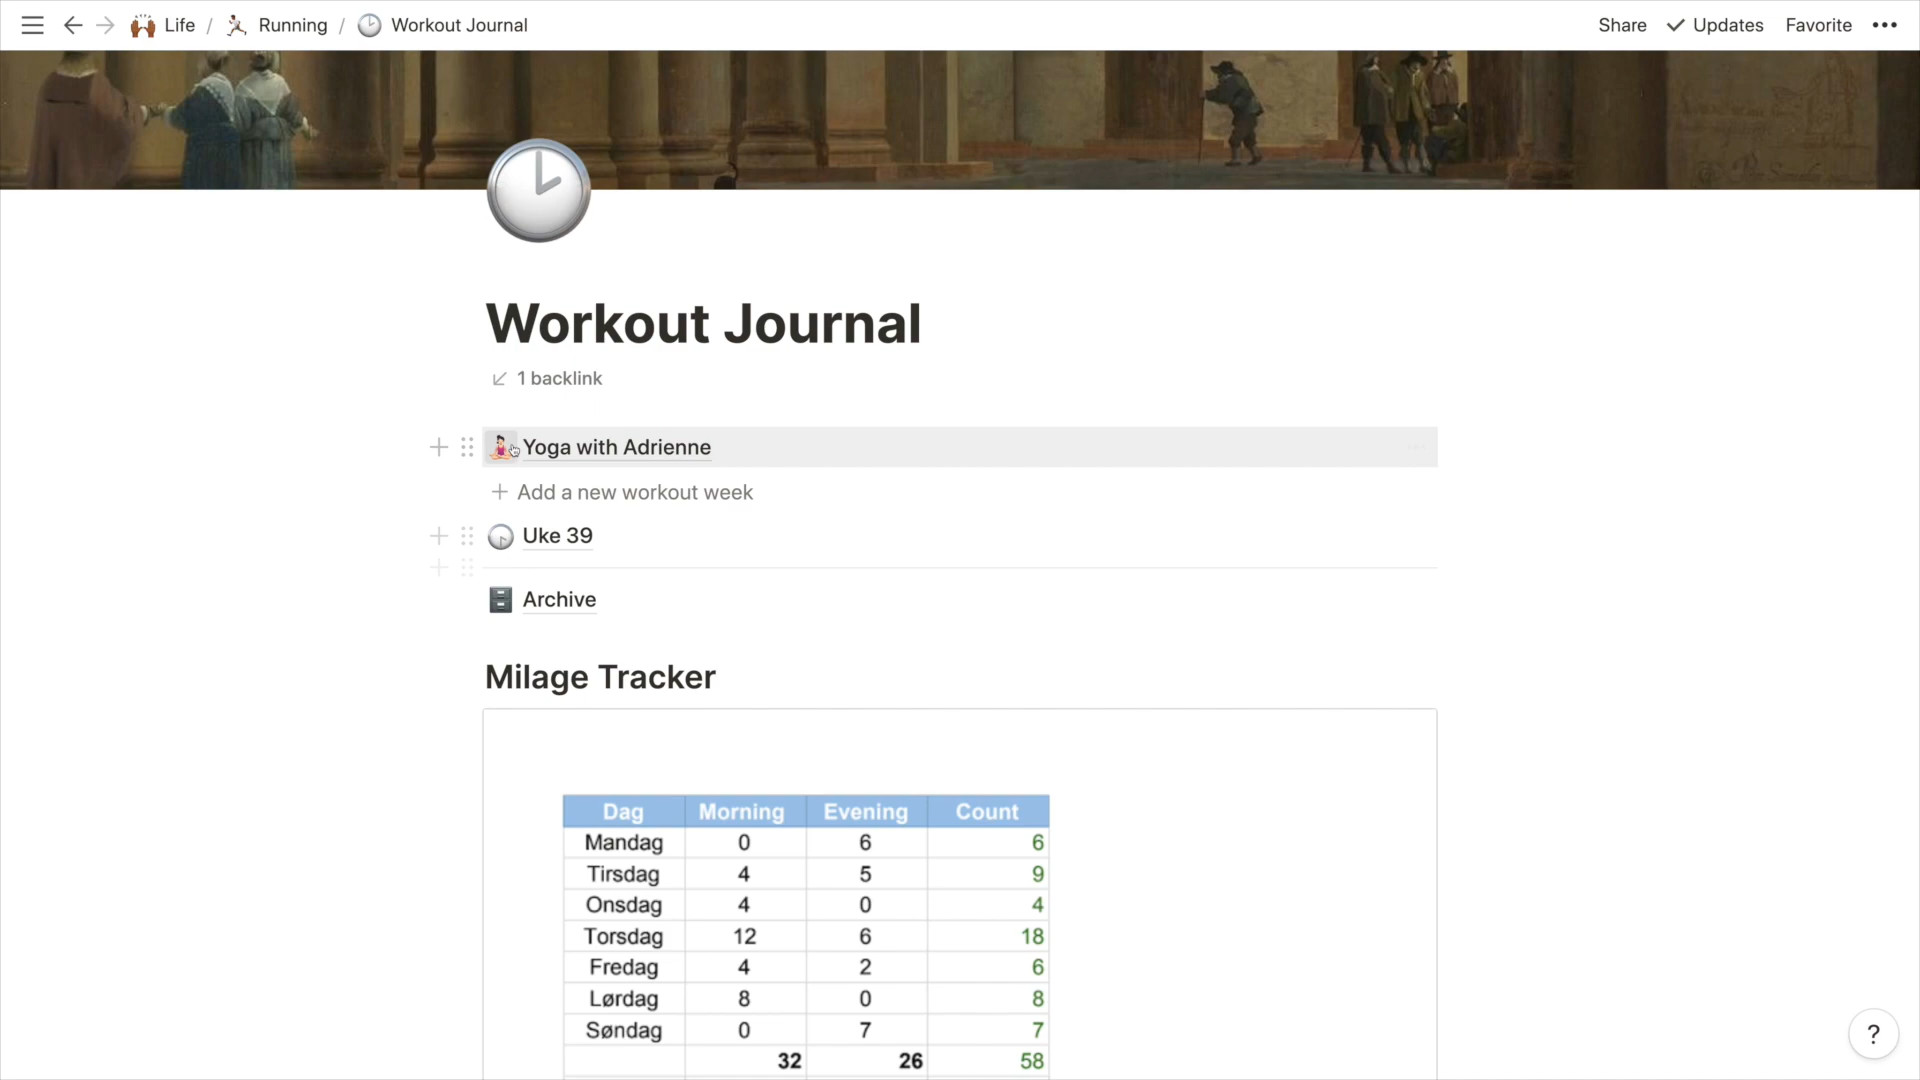 Life / Running / Workout Journal Share Updates Favorite
Workout Journal
1 backlink
Yoga with Adrienne
Add a new workout week
Uke 39
Archive
Milage Tracker
Dag Morning Evening Count
Mandag 0 6 6
Tirsdag 4 5 9
Onsdag 4 0 4
Torsdag 12 6 18
Fredag 4 2 6
Lørdag 8 0 8
Søndag 0 7 7
32 26 58
?